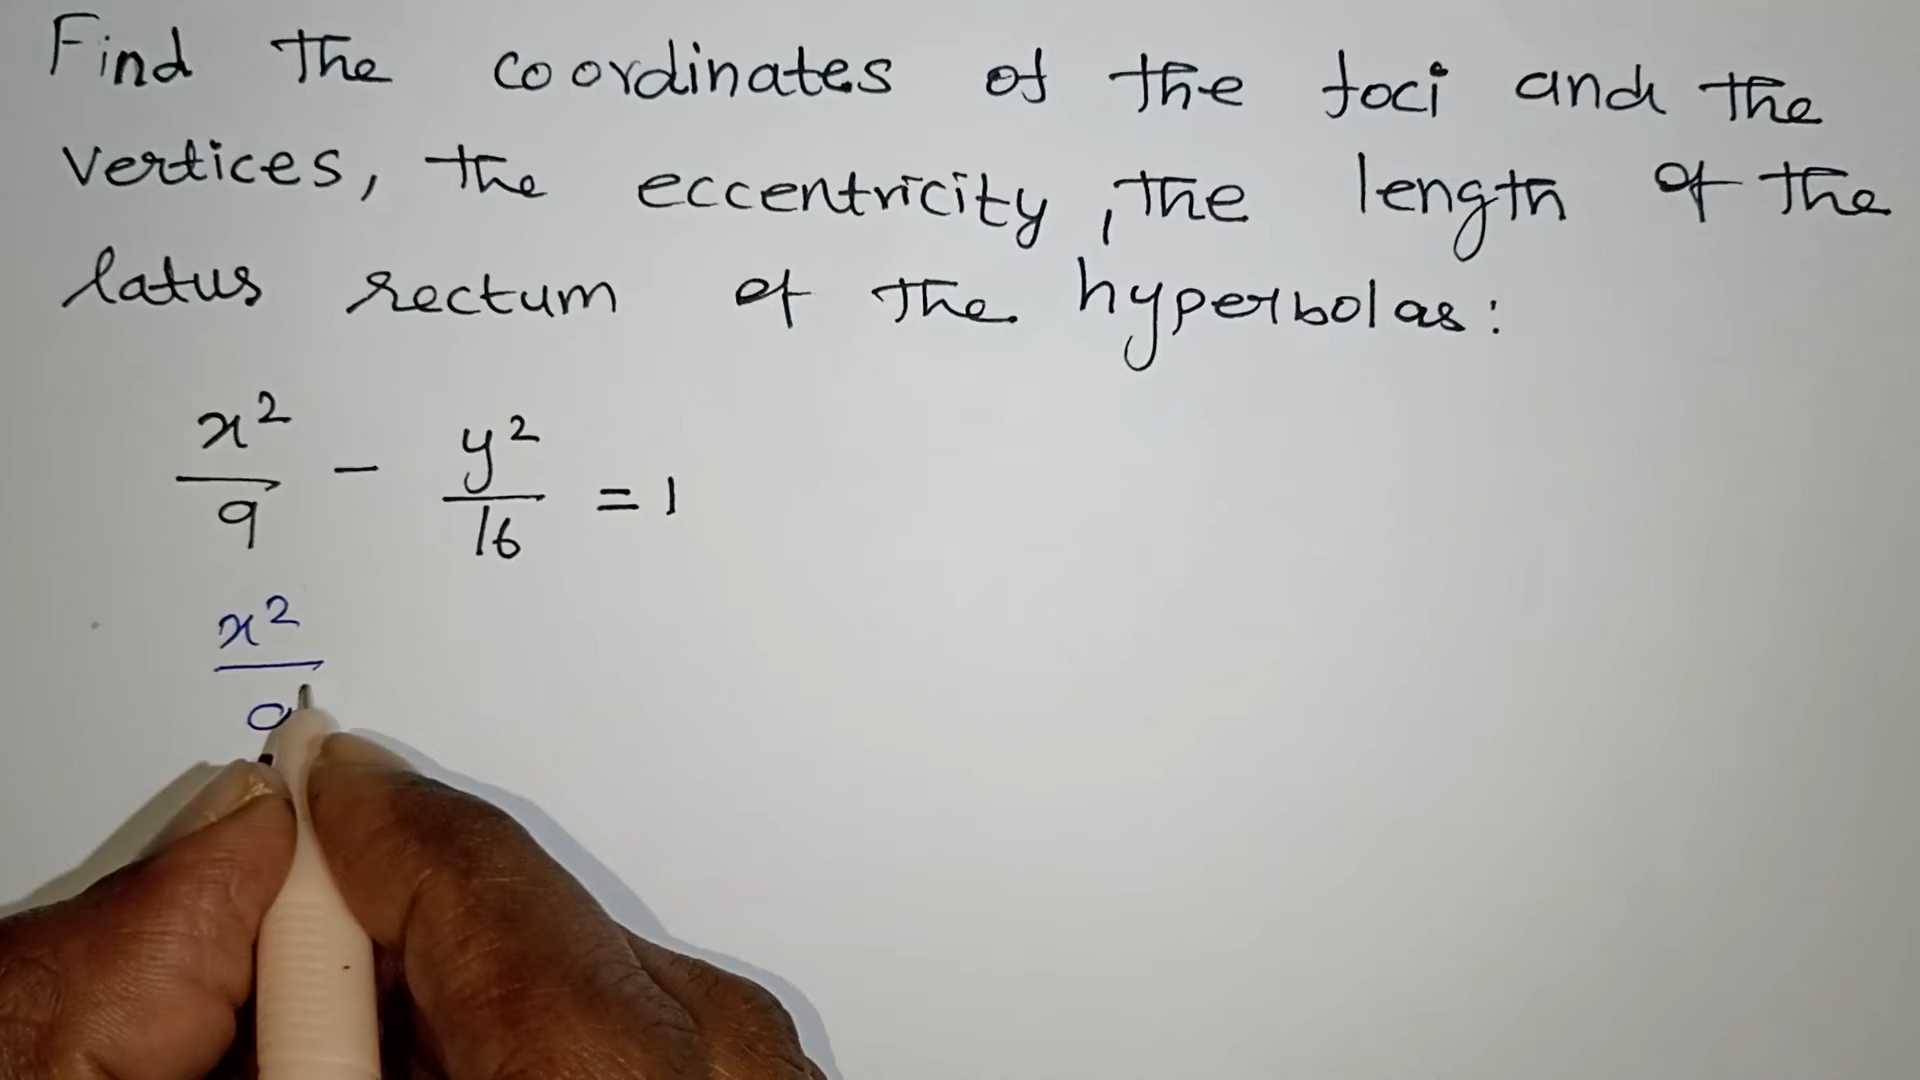 Find the coordinates of the foci and the
vertices, the eccentricity, the length of the
latus rectum of the hyperbolas:
x²/9 - y²/16 = 1
x²/a